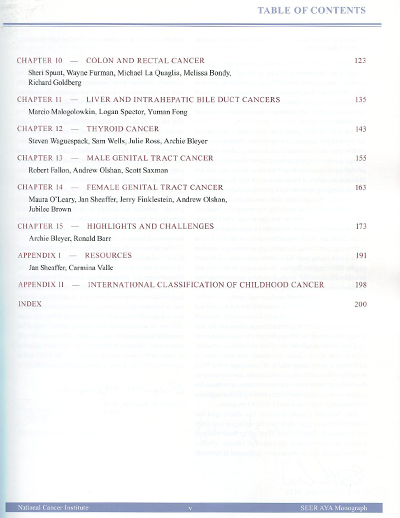 TABLE OF CONTENTS
CHAPTER 10 — COLON AND RECTAL CANCER 123
Sheri Spunt, Wayne Furman, Michael La Quaglia, Melissa Bondy,
Richard Goldberg
CHAPTER 11 — LIVER AND INTRAHEPATIC BILE DUCT CANCERS 135
Marcio Malogolowkin, Logan Spector, Yuman Fong
CHAPTER 12 — THYROID CANCER 143
Steven Waguespack, Sam Wells, Julie Ross, Archie Bleyer
CHAPTER 13 — MALE GENITAL TRACT CANCER 155
Robert Fallon, Andrew Olshan, Scott Saxman
CHAPTER 14 — FEMALE GENITAL TRACT CANCER 163
Maura O'Leary, Jan Sheaffer, Jerry Finklestein, Andrew Olshan,
Jubilee Brown
CHAPTER 15 — HIGHLIGHTS AND CHALLENGES 173
Archie Bleyer, Ronald Barr
APPENDIX I — RESOURCES 191
Jan Sheaffer, Carmina Valle
APPENDIX II — INTERNATIONAL CLASSIFICATION OF CHILDHOOD CANCER 198
INDEX 200
National Cancer Institute v SEER AYA Monograph